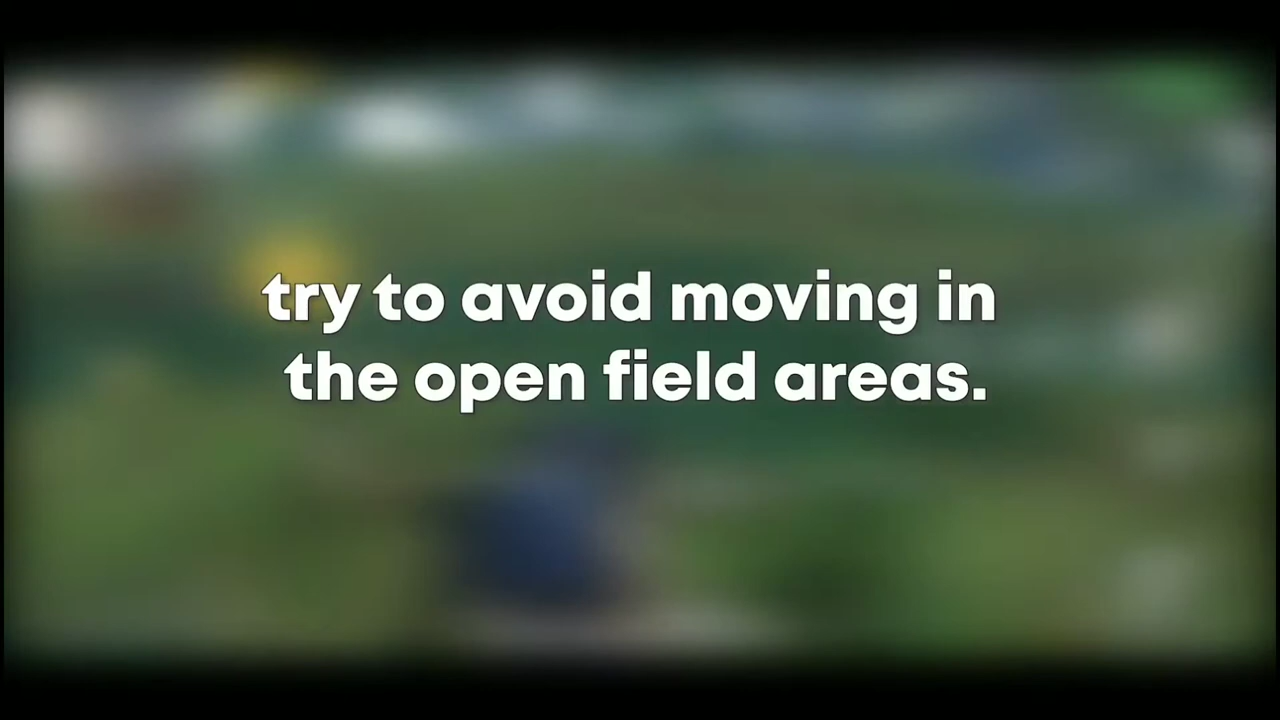 try to avoid moving in
the open field areas.